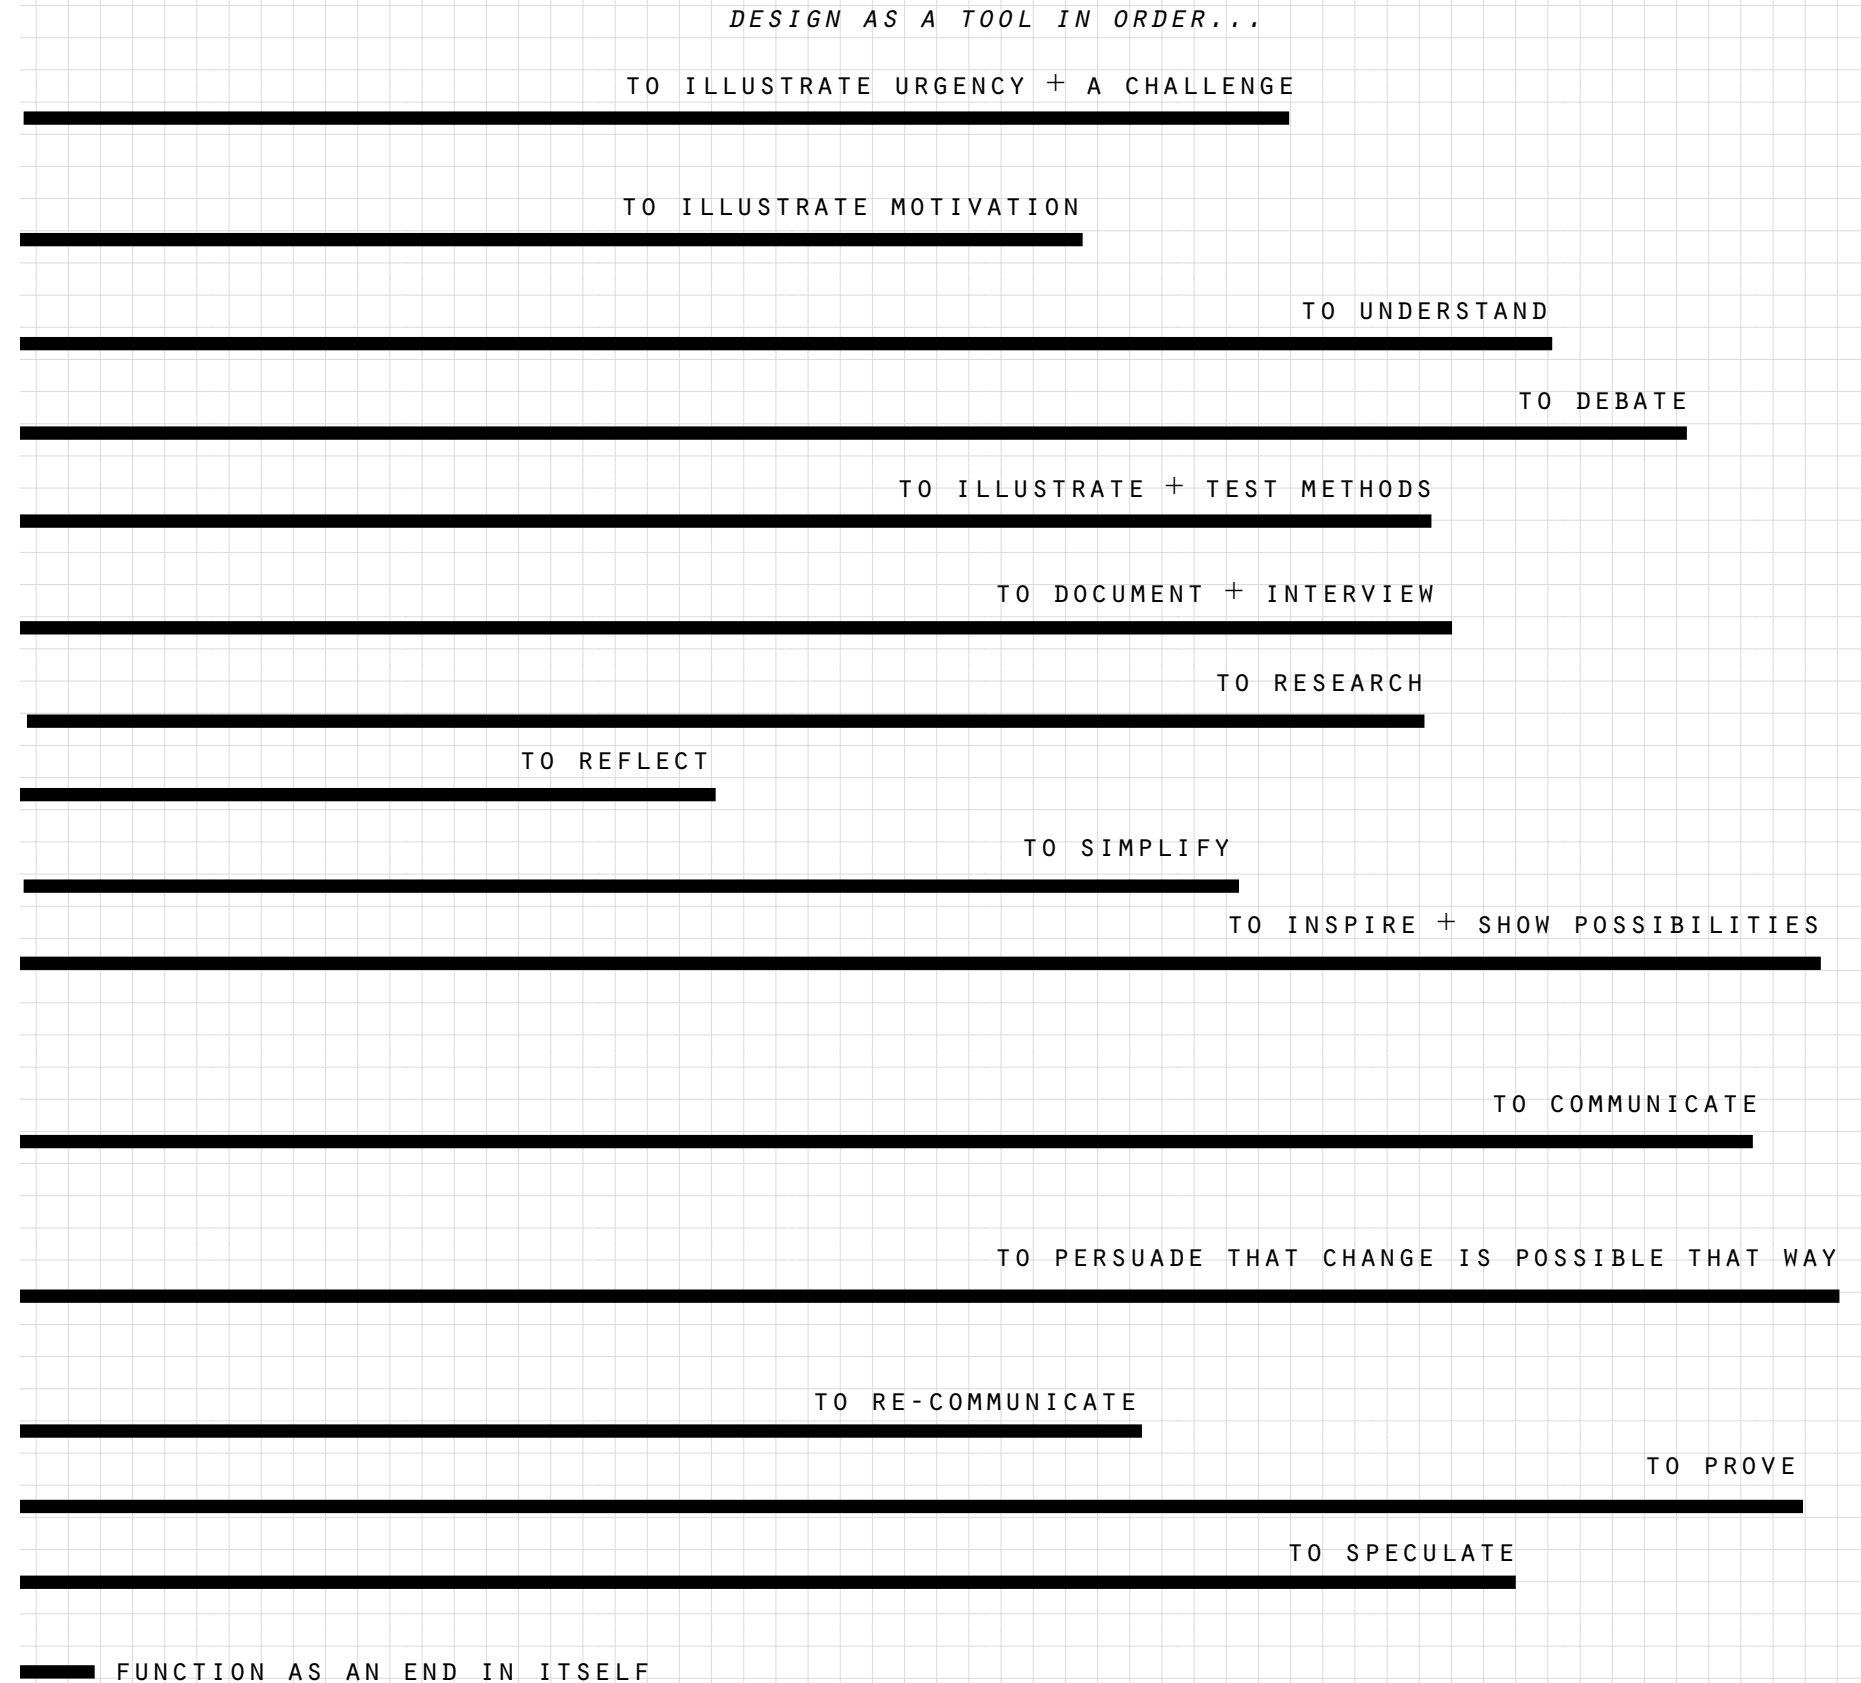 DESIGN AS A TOOL IN ORDER...
TO ILLUSTRATE URGENCY + A CHALLENGE
TO ILLUSTRATE MOTIVATION
TO UNDERSTAND
TO DEBATE
TO ILLUSTRATE + TEST METHODS
TO DOCUMENT + INTERVIEW
TO RESEARCH
TO REFLECT
TO SIMPLIFY
TO INSPIRE + SHOW POSSIBILITIES
TO COMMUNICATE
TO PERSUADE THAT CHANGE IS POSSIBLE THAT WAY
TO RE-COMMUNICATE
TO PROVE
TO SPECULATE
FUNCTION AS AN END IN ITSELF